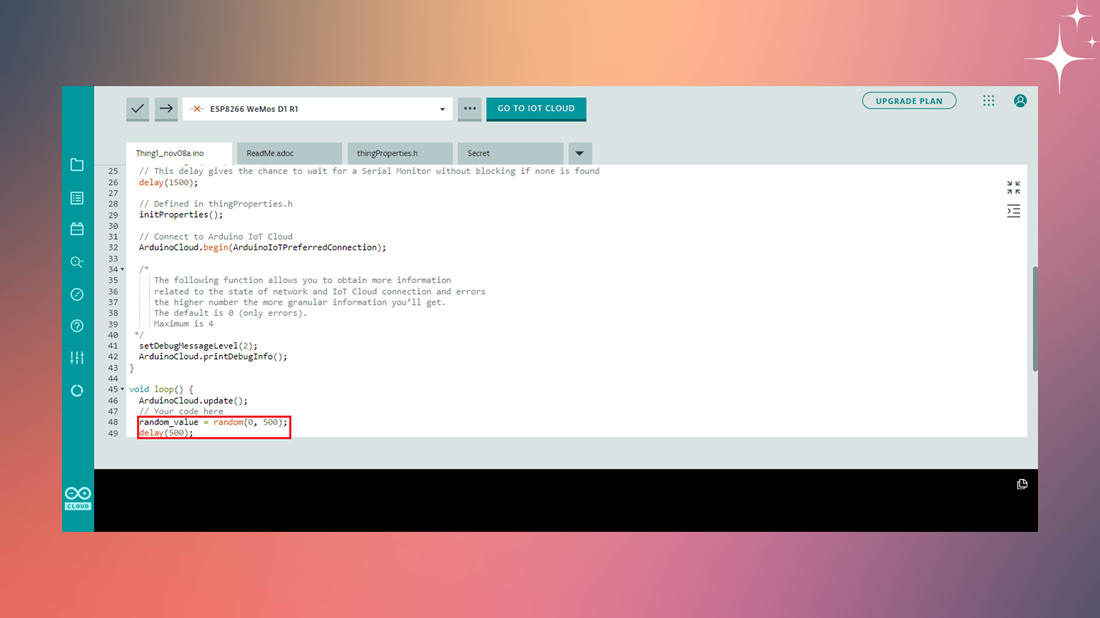 ESP8266 WeMos D1 R1
GO TO IOT CLOUD
UPGRADE PLAN
Thing1_nov08a.ino
ReadMe.adoc
thingProperties.h
Secret
25 // This delay gives the chance to wait for a Serial Monitor without blocking if none is found
26 delay(1500);
27
28 // Defined in thingProperties.h
29 initProperties();
30
31 // Connect to Arduino IoT Cloud
32 ArduinoCloud.begin(ArduinoIoTPreferredConnection);
33
34 /*
35 The following function allows you to obtain more information
36 related to the state of network and IoT Cloud connection and errors
37 the higher number the more granular information you’ll get.
38 The default is 0 (only errors).
39 Maximum is 4
40 */
41 setDebugMessageLevel(2);
42 ArduinoCloud.printDebugInfo();
43 }
44
45 void loop() {
46 ArduinoCloud.update();
47 // Your code here
48 random_value = random(0, 500);
49 delay(500);
CLOUD